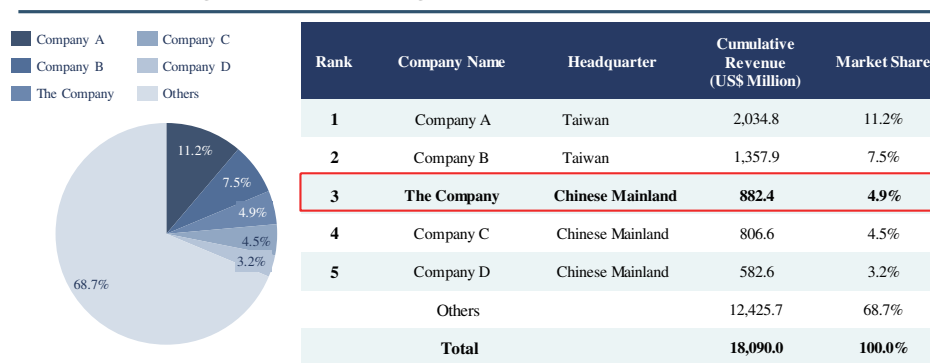 Company A
Company C
Company B
Company D
The Company
Others
11.2%
7.5%
4.9%
4.5%
3.2%
68.7%
Rank Company Name Headquarter Cumulative Revenue (US$ Million) Market Share
1 Company A Taiwan 2,034.8 11.2%
2 Company B Taiwan 1,357.9 7.5%
3 The Company Chinese Mainland 882.4 4.9%
4 Company C Chinese Mainland 806.6 4.5%
5 Company D Chinese Mainland 582.6 3.2%
Others 12,425.7 68.7%
Total 18,090.0 100.0%